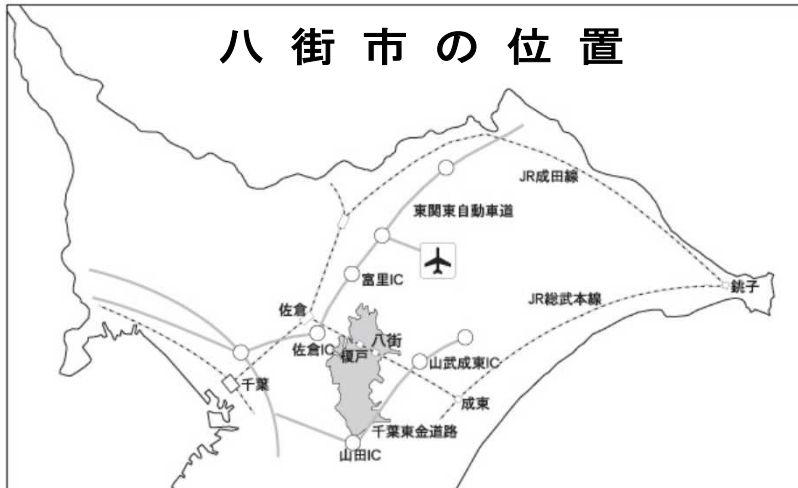 八街市の位置
JR成田線
東関東自動車道
富里IC
JR総武本線
銚子
佐倉
佐倉IC
八街
榎戸
山武成東IC
千葉
成東
千葉東金道路
山田IC